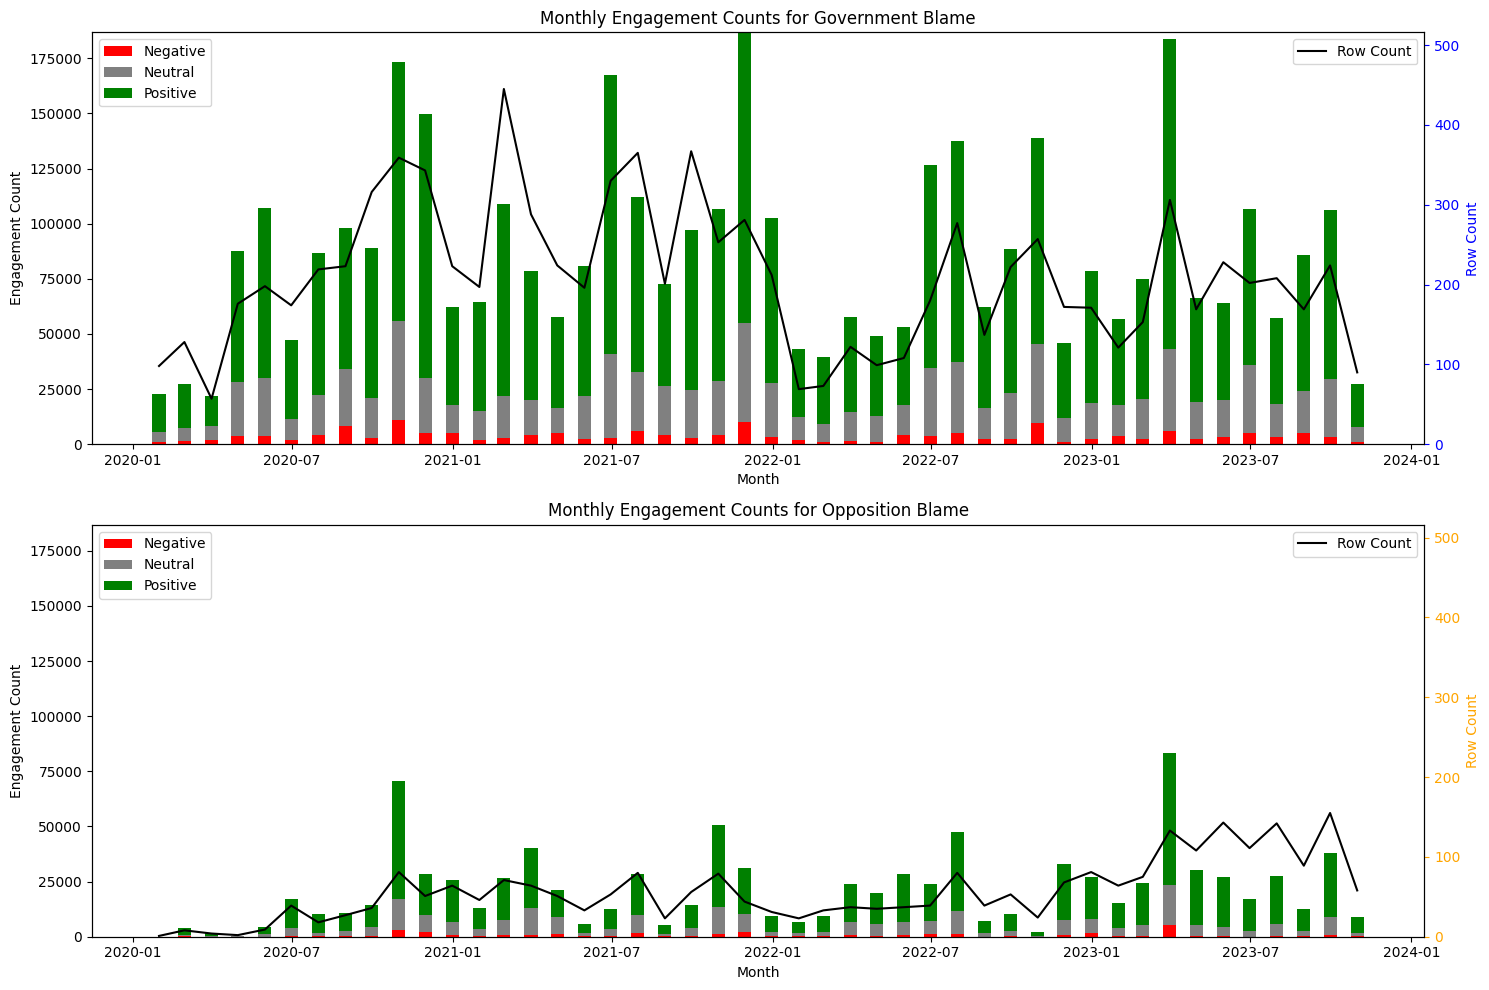 Monthly Engagement Counts for Government Blame
Negative
Neutral
Positive
Row Count
175000
150000
125000
100000
75000
50000
25000
0
Engagement Count
500
400
300
200
100
0
Row Count
2020-01
2020-07
2021-01
2021-07
2022-01
2022-07
2023-01
2023-07
2024-01
Month
Monthly Engagement Counts for Opposition Blame
Negative
Neutral
Positive
Row Count
175000
150000
125000
100000
75000
50000
25000
0
Engagement Count
500
400
300
200
100
0
Row Count
2020-01
2020-07
2021-01
2021-07
2022-01
2022-07
2023-01
2023-07
2024-01
Month